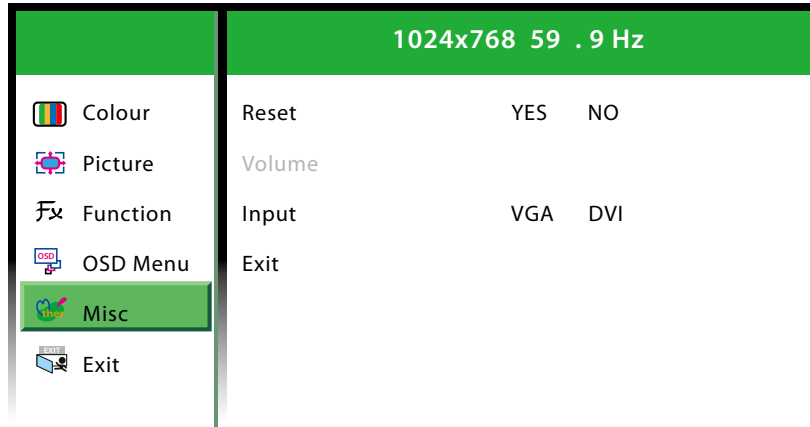 1024x768 59 . 9 Hz
Colour
Picture
Fx Function
OSD OSD Menu
ther Misc
EXIT Exit
Reset YES NO
Volume
Input VGA DVI
Exit